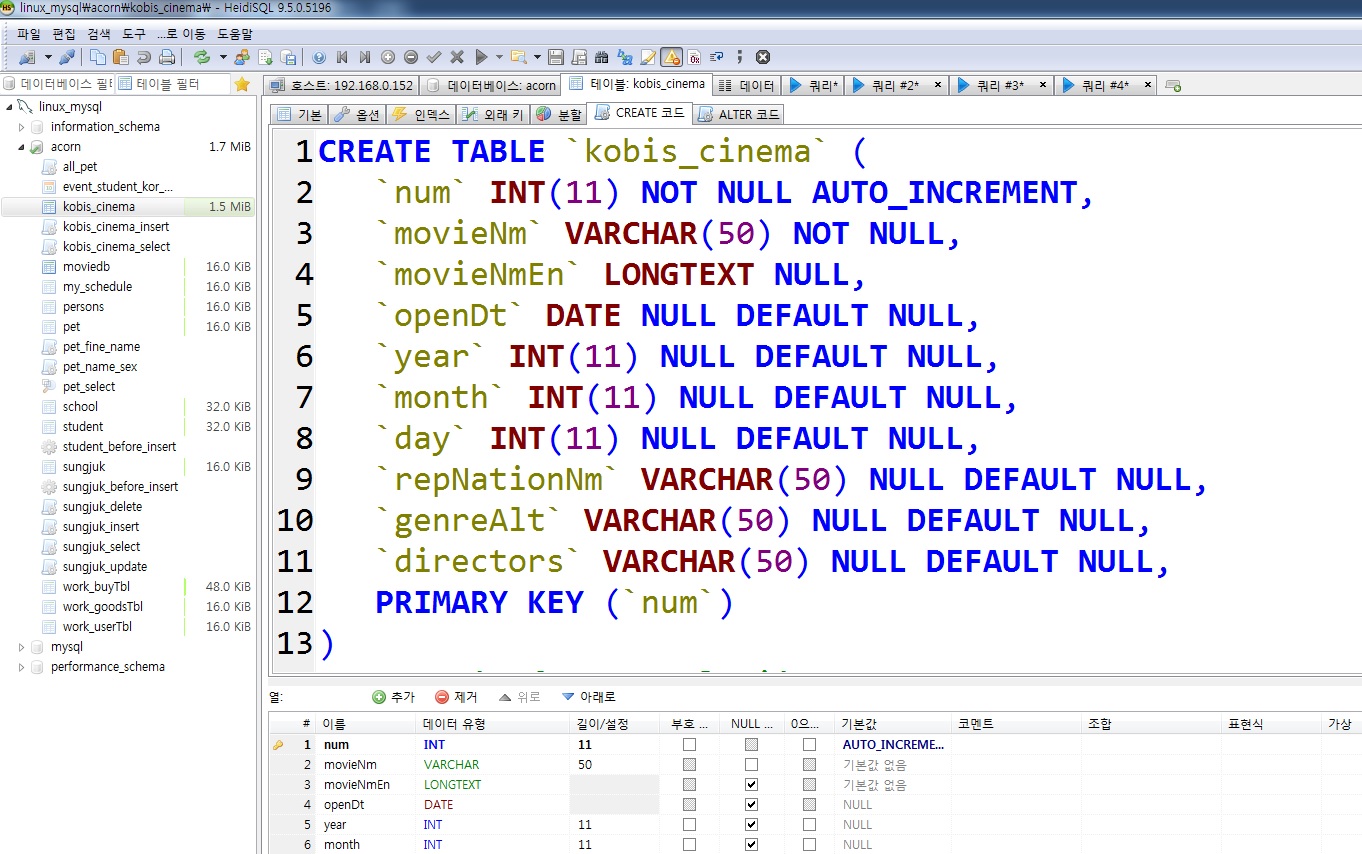 linux_mysql\acorn\kobis_cinema\ - HeidiSQL 9.5.0.5196
파일 편집 검색 도구 ...로 이동 도움말
데이터베이스 필 테이블 필터
호스트: 192.168.0.152 데이터베이스: acorn 테이블: kobis_cinema 데이터 쿼리* 쿼리 #2* 쿼리 #3* 쿼리 #4*
linux_mysql
information_schema
acorn 1.7 MiB
all_pet
event_student_kor_...
kobis_cinema 1.5 MiB
kobis_cinema_insert
kobis_cinema_select
moviedb 16.0 KiB
my_schedule 16.0 KiB
persons 16.0 KiB
pet 16.0 KiB
pet_fine_name
pet_name_sex
pet_select
school 32.0 KiB
student 32.0 KiB
student_before_insert
sungjuk 16.0 KiB
sungjuk_before_insert
sungjuk_delete
sungjuk_insert
sungjuk_select
sungjuk_update
work_buyTbl 48.0 KiB
work_goodsTbl 16.0 KiB
work_userTbl 16.0 KiB
mysql
performance_schema
기본 옵션 인덱스 외래 키 분할 CREATE 코드 ALTER 코드
1 CREATE TABLE `kobis_cinema` (
2 `num` INT(11) NOT NULL AUTO_INCREMENT,
3 `movieNm` VARCHAR(50) NOT NULL,
4 `movieNmEn` LONGTEXT NULL,
5 `openDt` DATE NULL DEFAULT NULL,
6 `year` INT(11) NULL DEFAULT NULL,
7 `month` INT(11) NULL DEFAULT NULL,
8 `day` INT(11) NULL DEFAULT NULL,
9 `repNationNm` VARCHAR(50) NULL DEFAULT NULL,
10 `genreAlt` VARCHAR(50) NULL DEFAULT NULL,
11 `directors` VARCHAR(50) NULL DEFAULT NULL,
12 PRIMARY KEY (`num`)
13 )
열: 추가 제거 위로 아래로
# 이름 데이터 유형 길이/설정 부호 ... NULL ... 0으... 기본값 코멘트 조합 표현식 가상
1 num INT 11 AUTO_INCREME...
2 movieNm VARCHAR 50 기본값 없음
3 movieNmEn LONGTEXT 기본값 없음
4 openDt DATE NULL
5 year INT 11 NULL
6 month INT 11 NULL